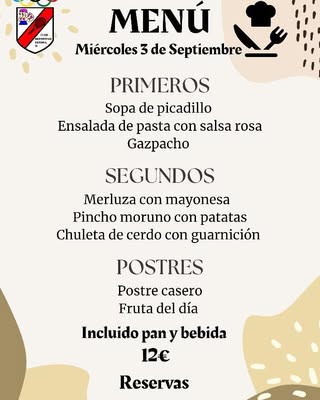 MENÚ
Miércoles 3 de Septiembre
PRIMEROS
Sopa de picadillo
Ensalada de pasta con salsa rosa
Gazpacho
SEGUNDOS
Merluza con mayonesa
Pincho moruno con patatas
Chuleta de cerdo con guarnición
POSTRES
Postre casero
Fruta del día
Incluido pan y bebida
12€
Reservas